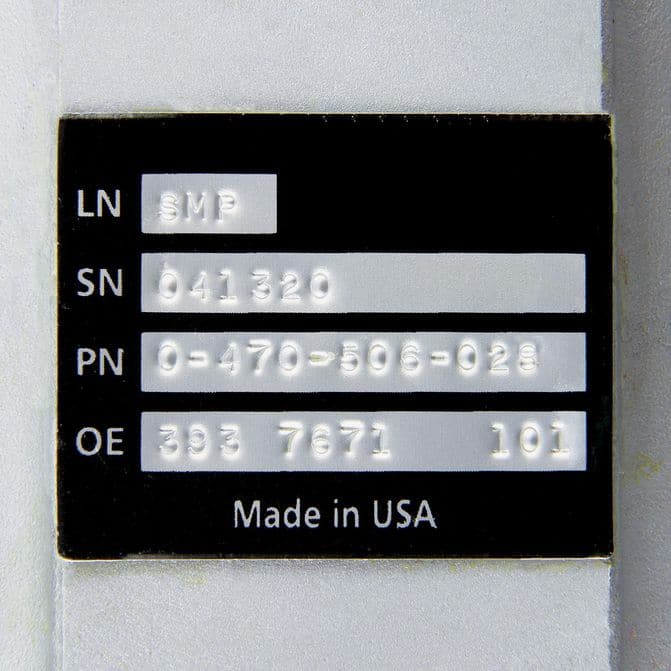 LN SMP
SN 041320
PN 0-470-506-028
OE 393 7671 101
Made in USA